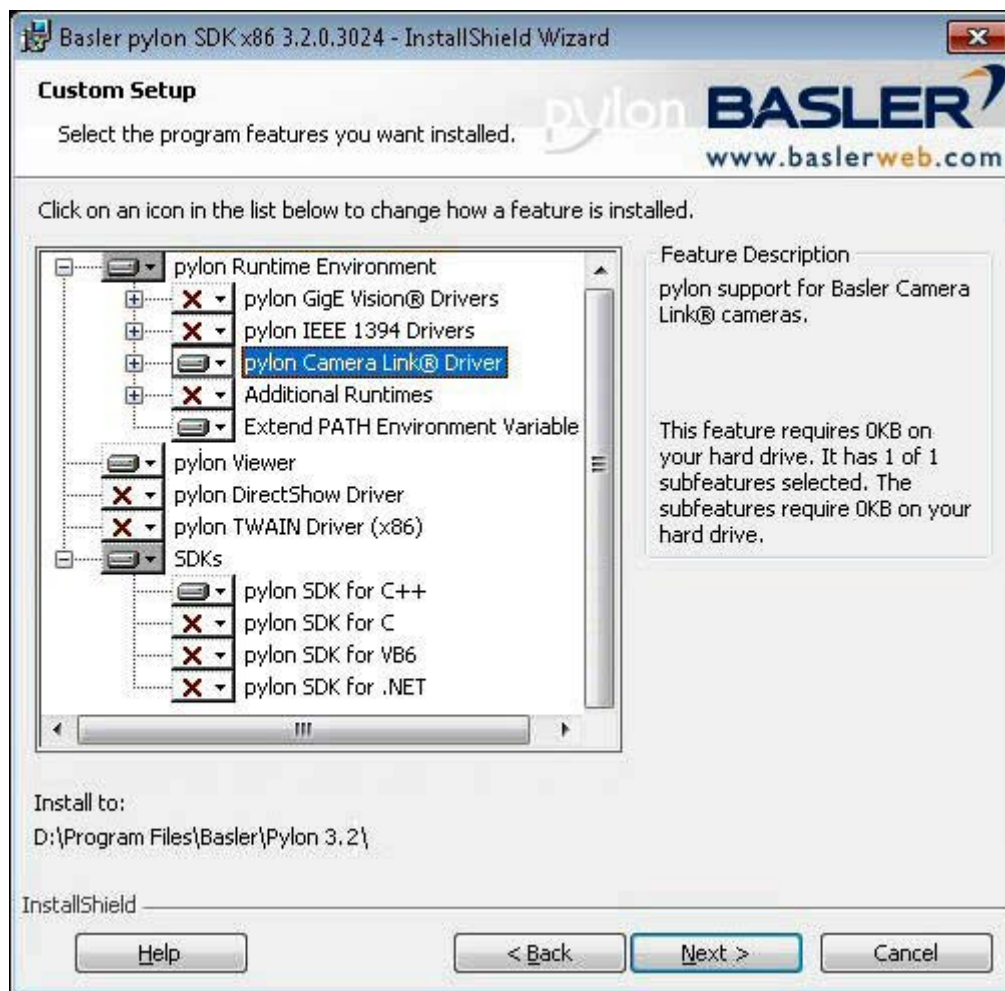 Basler pylon SDK x86 3.2.0.3024 - InstallShield Wizard
Custom Setup
Select the program features you want installed.
pylon
BASLER
www.baslerweb.com
Click on an icon in the list below to change how a feature is installed.
pylon Runtime Environment
pylon GigE Vision® Drivers
pylon IEEE 1394 Drivers
pylon Camera Link® Driver
Additional Runtimes
Extend PATH Environment Variable
pylon Viewer
pylon DirectShow Driver
pylon TWAIN Driver (x86)
SDKs
pylon SDK for C++
pylon SDK for C
pylon SDK for VB6
pylon SDK for .NET
Feature Description
pylon support for Basler Camera
Link® cameras.
This feature requires 0KB on
your hard drive. It has 1 of 1
subfeatures selected. The
subfeatures require 0KB on your
hard drive.
Install to:
D:\Program Files\Basler\Pylon 3.2\
InstallShield
Help
< Back
Next >
Cancel